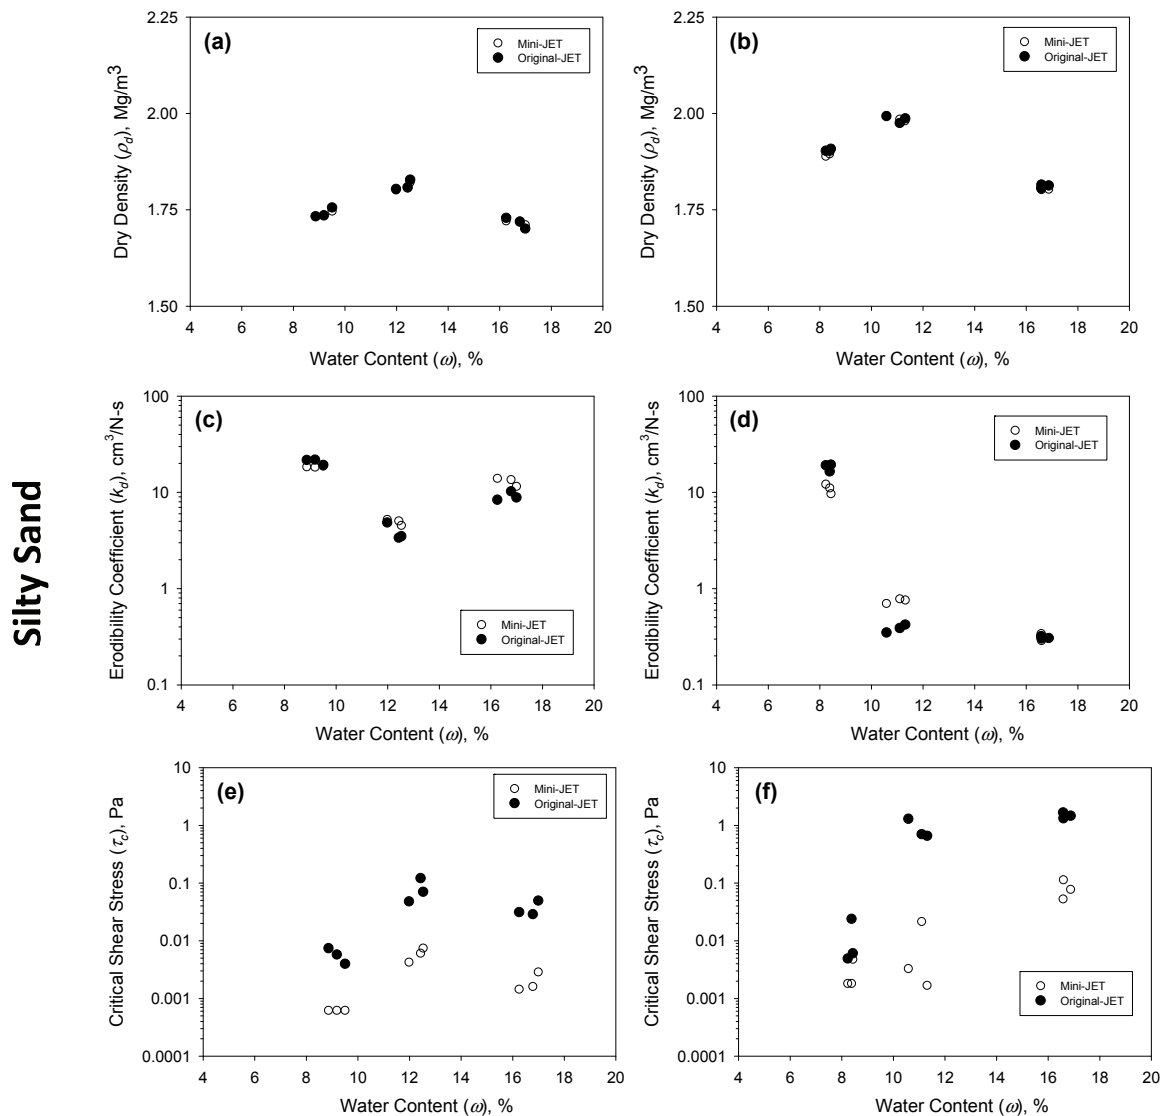 Silty Sand
(a)
Mini-JET
Original-JET
Dry Density (ρd), Mg/m³
2.25
2.00
1.75
1.50
4 6 8 10 12 14 16 18 20
Water Content (ω), %
(b)
Mini-JET
Original-JET
Dry Density (ρd), Mg/m³
2.25
2.00
1.75
1.50
4 6 8 10 12 14 16 18 20
Water Content (ω), %
(c)
Mini-JET
Original-JET
Erodibility Coefficient (kd), cm³/N-s
100
10
1
0.1
4 6 8 10 12 14 16 18 20
Water Content (ω), %
(d)
Mini-JET
Original-JET
Erodibility Coefficient (kd), cm³/N-s
100
10
1
0.1
4 6 8 10 12 14 16 18 20
Water Content (ω), %
(e)
Mini-JET
Original-JET
Critical Shear Stress (τc), Pa
10
1
0.1
0.01
0.001
0.0001
4 6 8 10 12 14 16 18 20
Water Content (ω), %
(f)
Mini-JET
Original-JET
Critical Shear Stress (τc), Pa
10
1
0.1
0.01
0.001
0.0001
4 6 8 10 12 14 16 18 20
Water Content (ω), %